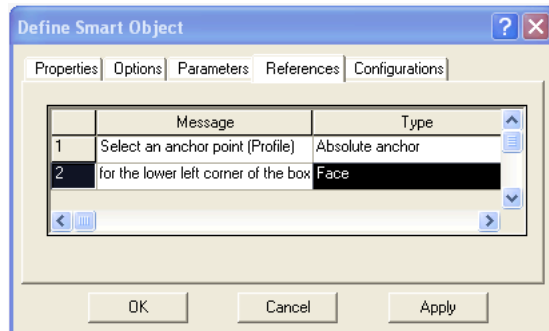 Define Smart Object
Properties Options Parameters References Configurations
Message Type
1 Select an anchor point (Profile) Absolute anchor
2 for the lower left corner of the box Face
OK Cancel Apply